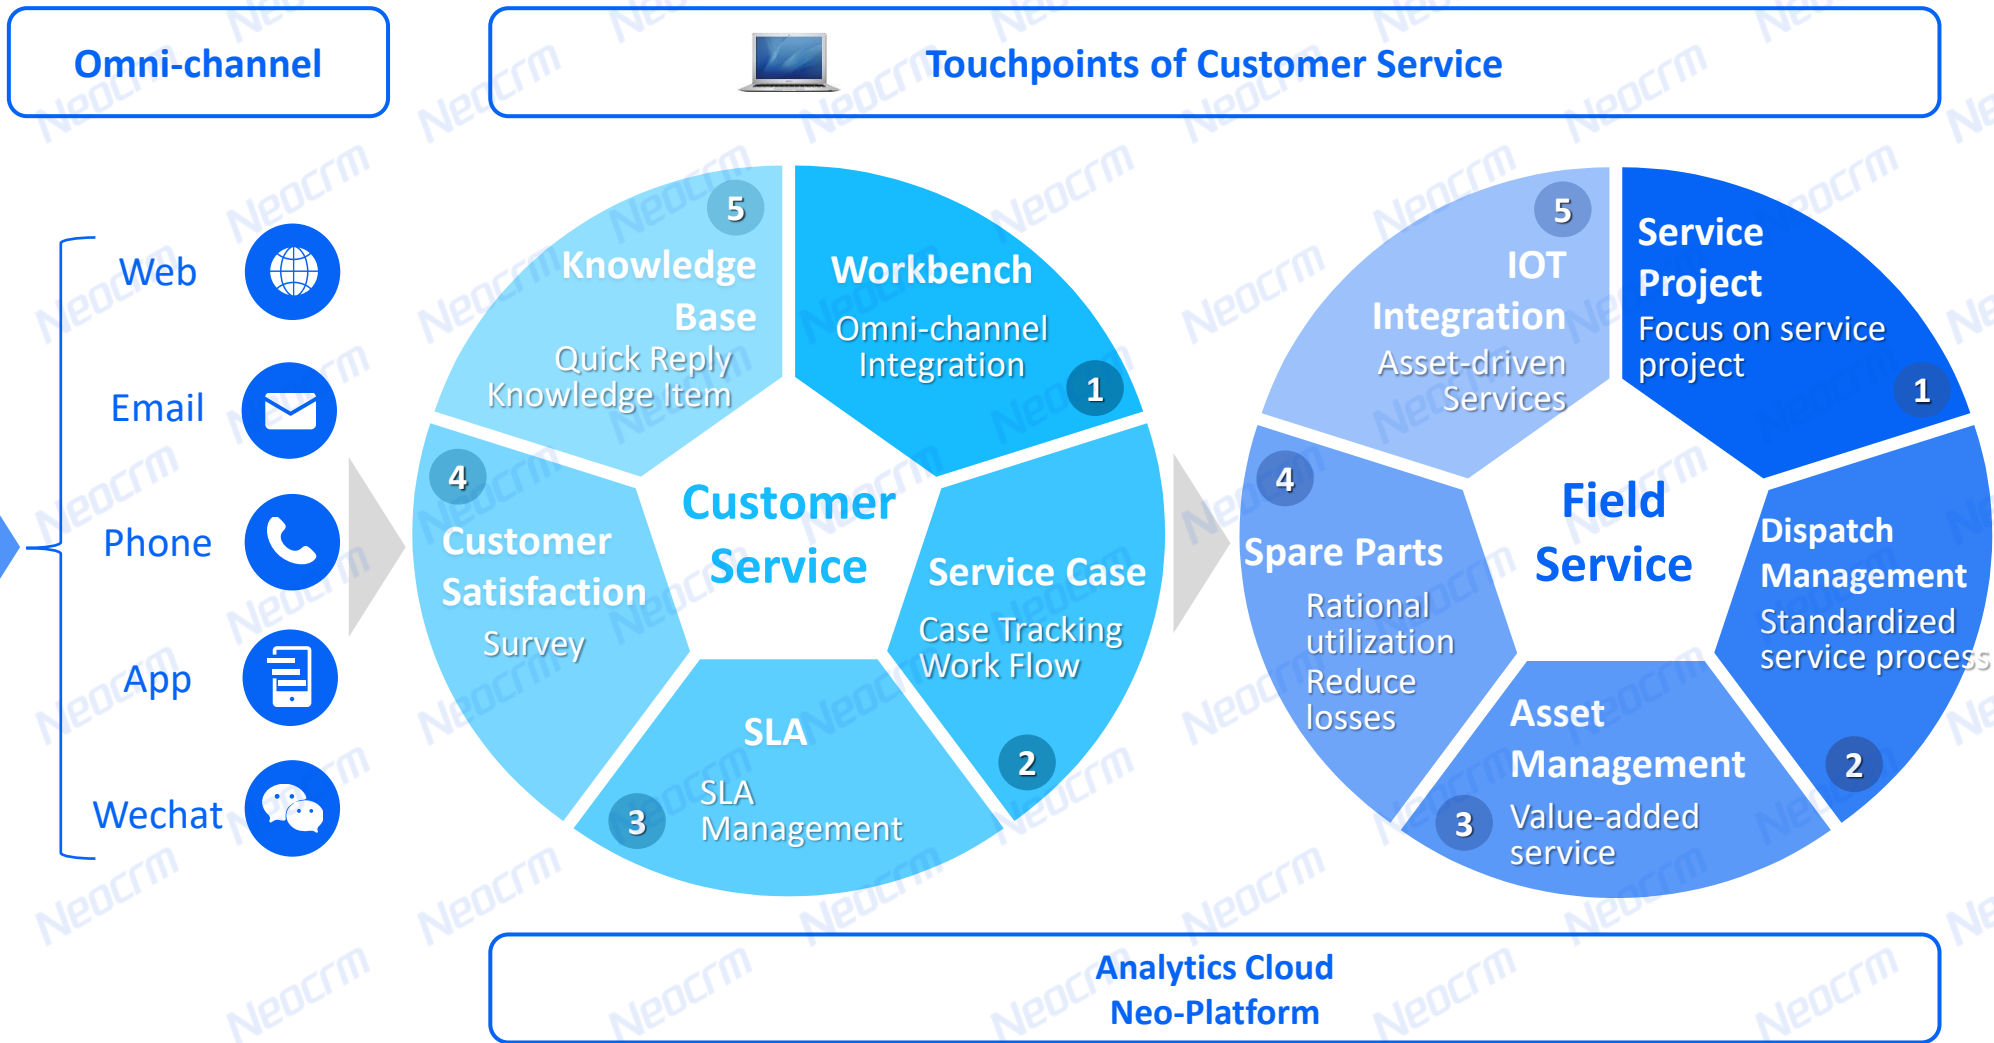 Omni-channel
Touchpoints of Customer Service
Web
Email
Phone
App
Wechat
Customer
Service
1
Workbench
Omni-channel
Integration
2
Service Case
Case Tracking
Work Flow
3
SLA
SLA
Management
4
Customer
Satisfaction
Survey
5
Knowledge
Base
Quick Reply
Knowledge Item
Field
Service
1
Service
Project
Focus on service
project
2
Dispatch
Management
Standardized
service process
3
Asset
Management
Value-added
service
4
Spare Parts
Rational
utilization
Reduce
losses
5
IOT
Integration
Asset-driven
Services
Analytics Cloud
Neo-Platform
Neocrm